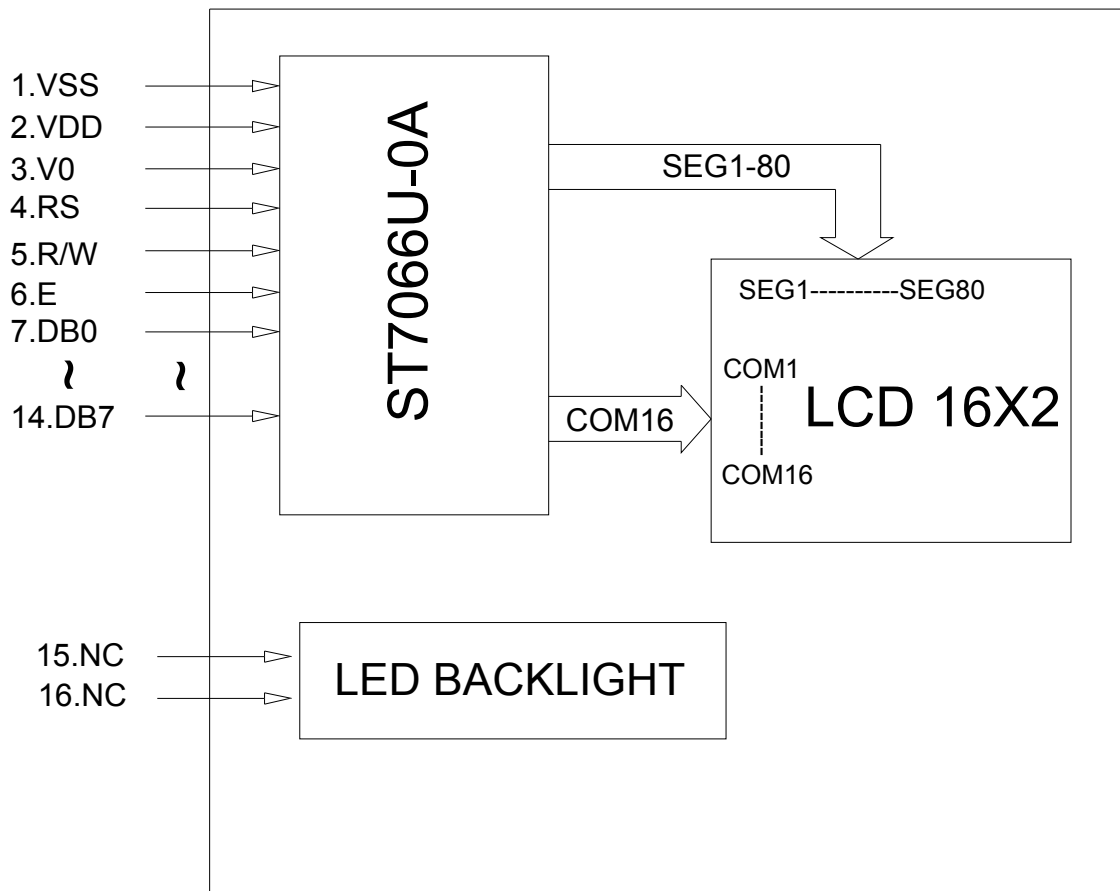 1.VSS
2.VDD
3.V0
4.RS
5.R/W
6.E
7.DB0
~ ~
14.DB7
ST7066U-0A
SEG1-80
COM16
SEG1----------SEG80
COM1
COM16
LCD 16X2
15.NC
16.NC
LED BACKLIGHT